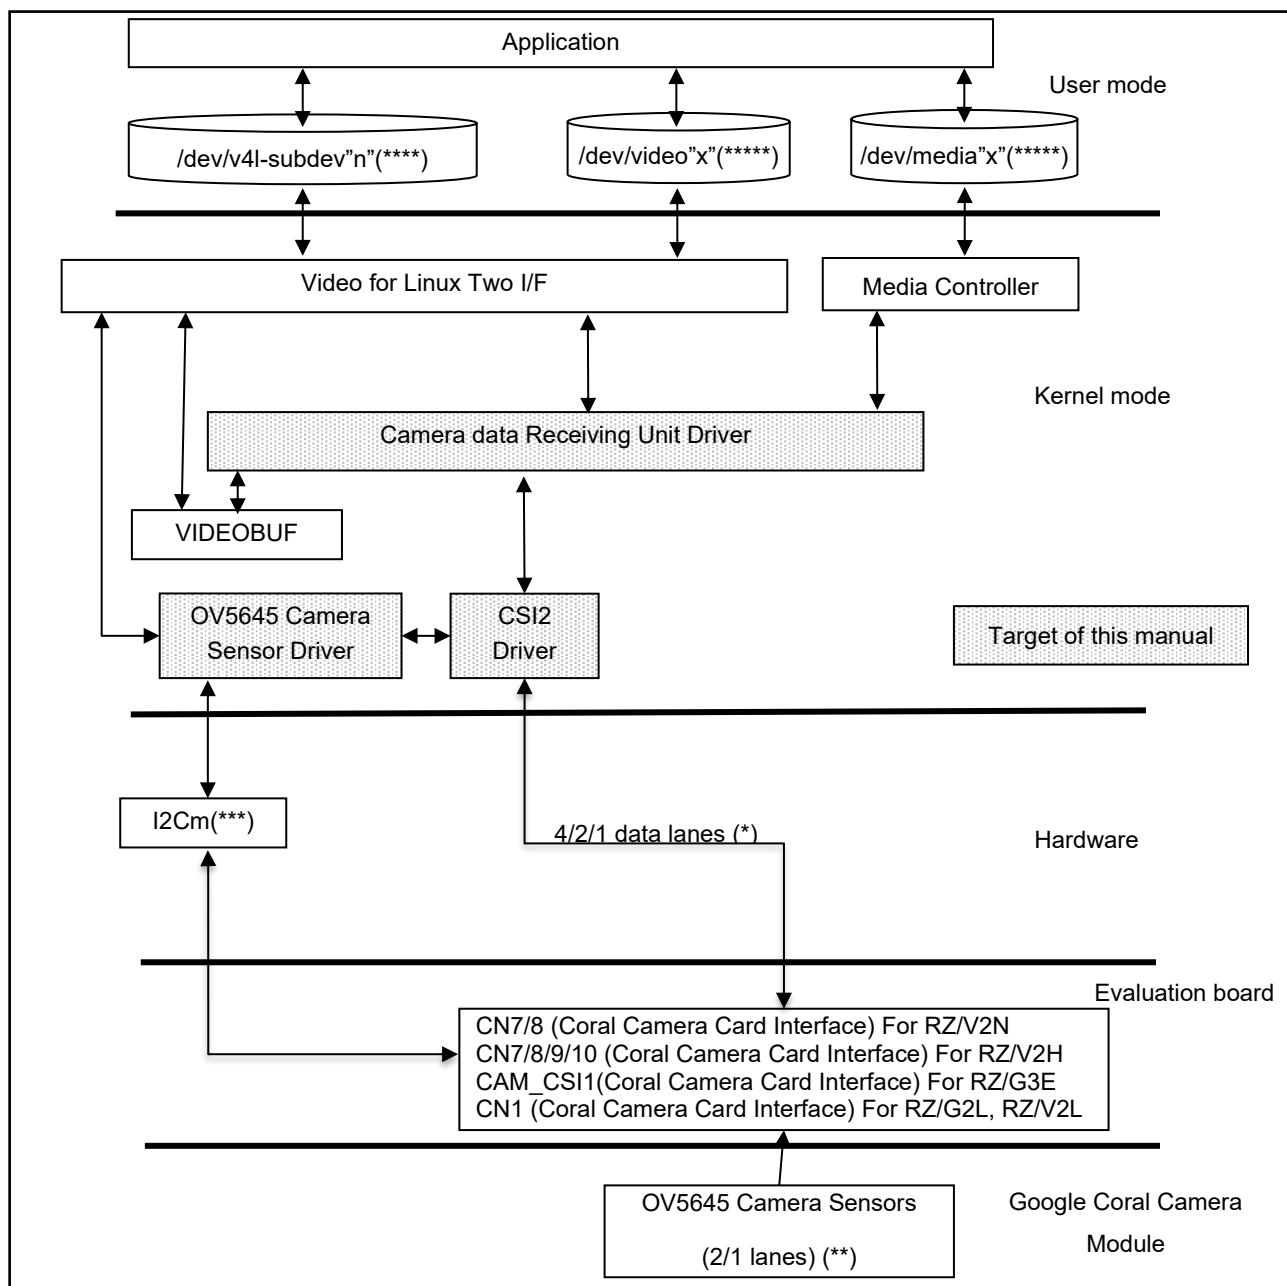 Application
User mode
/dev/v4l-subdev”n”(****)
/dev/video”x”(*****)
/dev/media”x”(*****)
Video for Linux Two I/F
Media Controller
Kernel mode
Camera data Receiving Unit Driver
VIDEOBUF
OV5645 Camera
Sensor Driver
CSI2
Driver
Target of this manual
I2Cm(***)
4/2/1 data lanes (*)
Hardware
Evaluation board
CN7/8 (Coral Camera Card Interface) For RZ/V2N
CN7/8/9/10 (Coral Camera Card Interface) For RZ/V2H
CAM_CSI1(Coral Camera Card Interface) For RZ/G3E
CN1 (Coral Camera Card Interface) For RZ/G2L, RZ/V2L
OV5645 Camera Sensors
(2/1 lanes) (**)
Google Coral Camera
Module